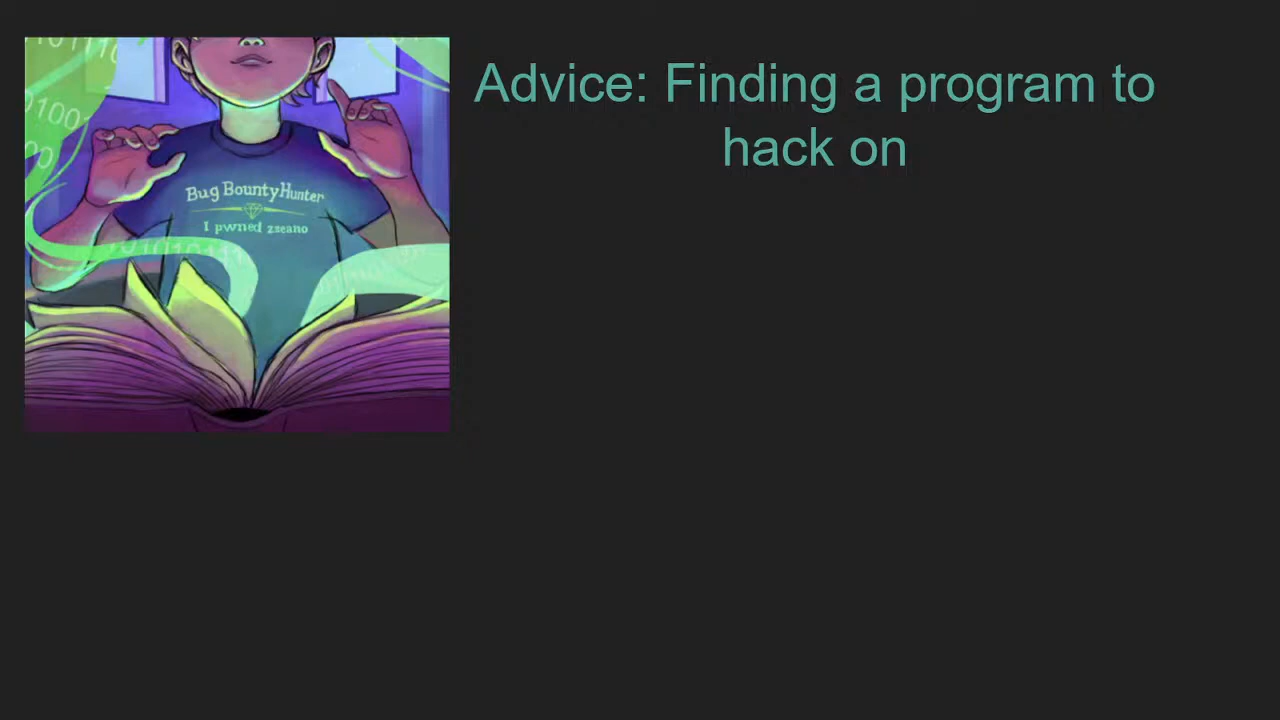 Advice: Finding a program to
hack on
Bug Bounty Hunter
I pwned zseano